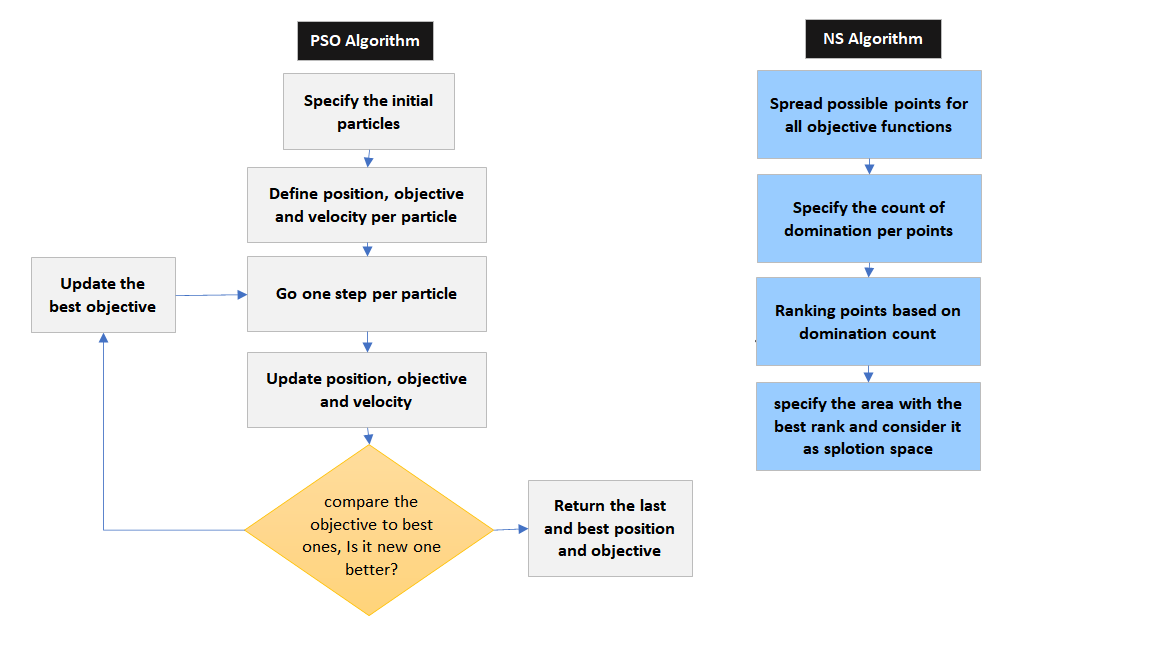 PSO Algorithm
Specify the initial
particles
Define position, objective
and velocity per particle
Update the
best objective
Go one step per particle
Update position, objective
and velocity
compare the
objective to best
ones, Is it new one
better?
Return the last
and best position
and objective
NS Algorithm
Spread possible points for
all objective functions
Specify the count of
domination per points
Ranking points based on
domination count
specify the area with the
best rank and consider it
as splotion space